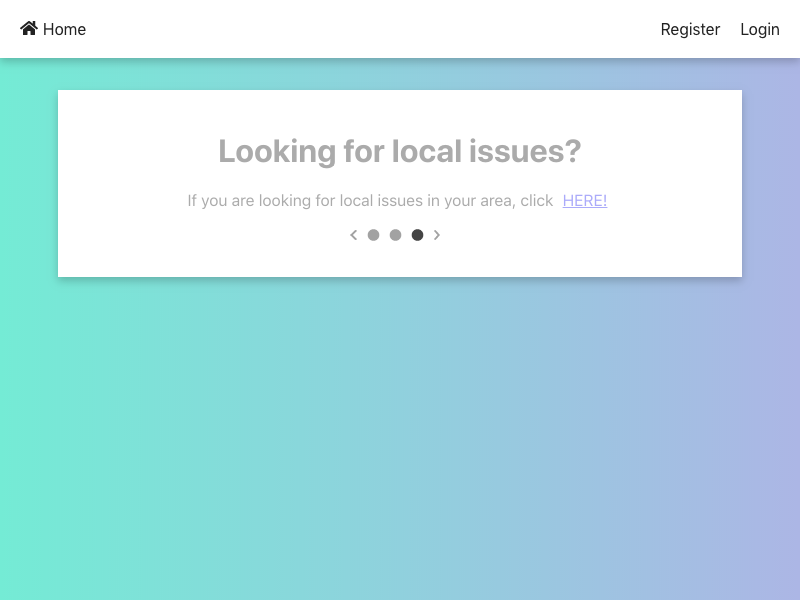 Home
Register
Login
Looking for local issues?
If you are looking for local issues in your area, click HERE!